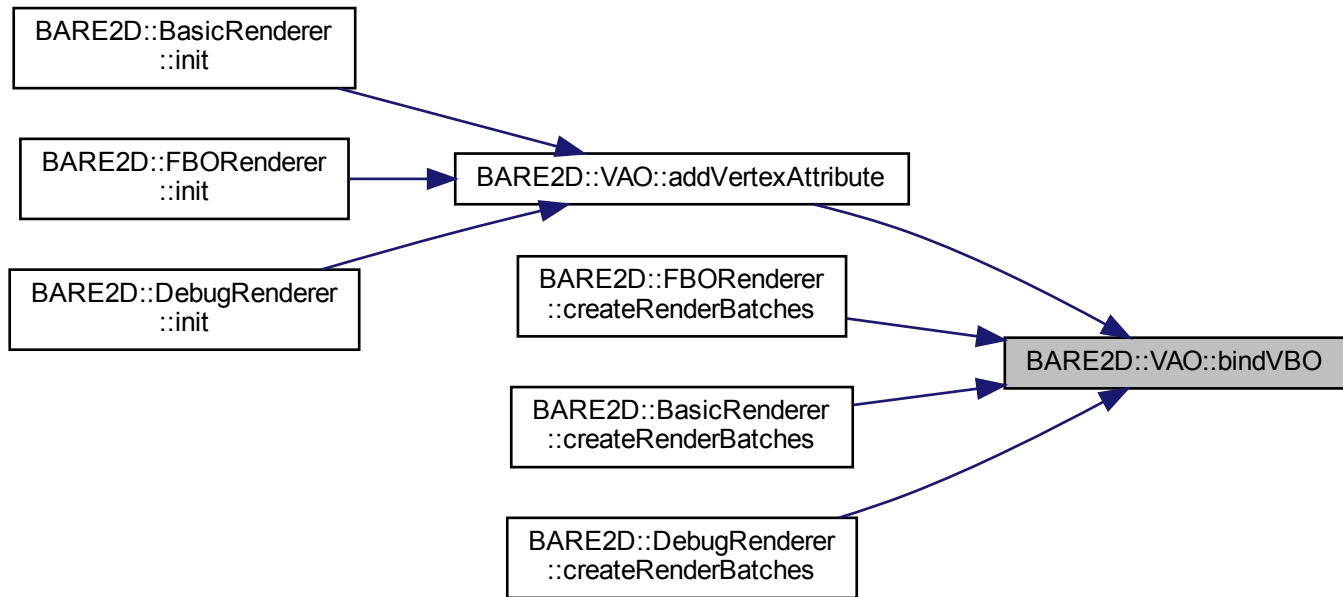 BARE2D::BasicRenderer
::init
BARE2D::FBORenderer
::init
BARE2D::VAO::addVertexAttribute
BARE2D::DebugRenderer
::init
BARE2D::FBORenderer
::createRenderBatches
BARE2D::VAO::bindVBO
BARE2D::BasicRenderer
::createRenderBatches
BARE2D::DebugRenderer
::createRenderBatches